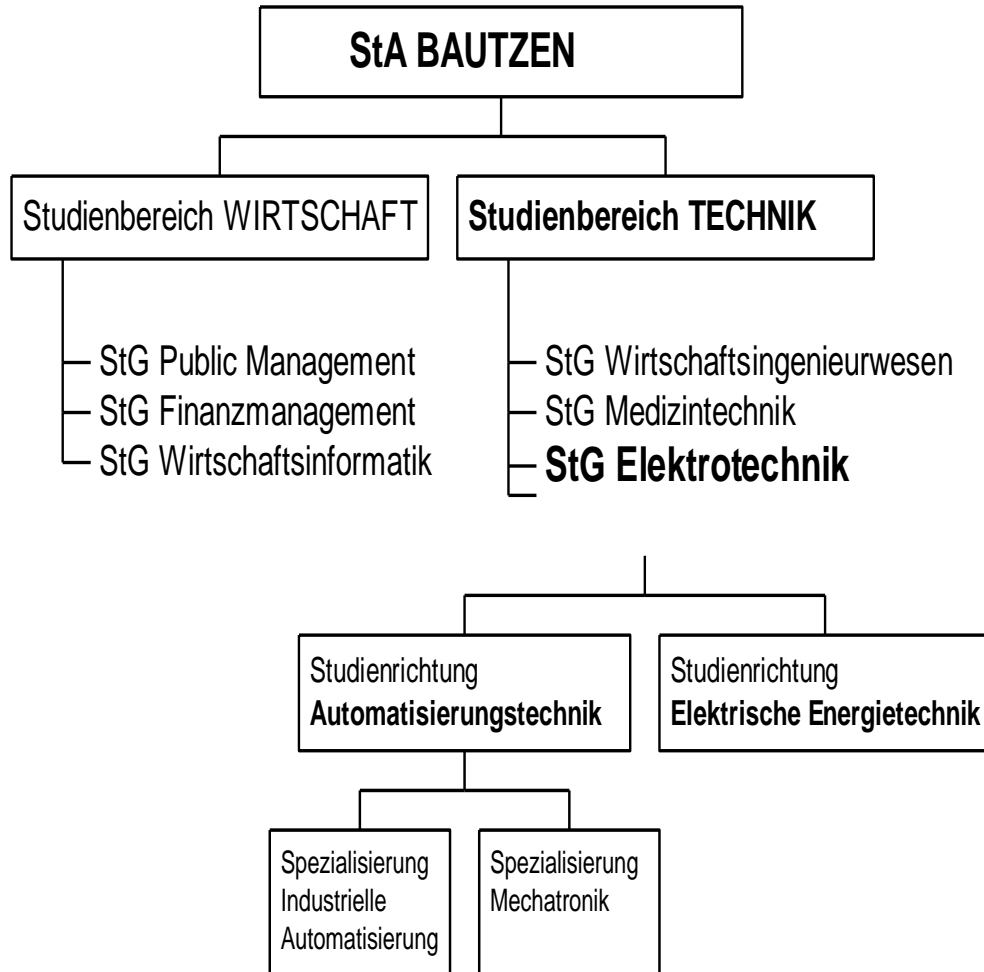 StA BAUTZEN
Studienbereich WIRTSCHAFT
Studienbereich TECHNIK
StG Public Management
StG Finanzmanagement
StG Wirtschaftsinformatik
StG Wirtschaftsingenieurwesen
StG Medizintechnik
StG Elektrotechnik
Studienrichtung
Automatisierungstechnik
Studienrichtung
Elektrische Energietechnik
Spezialisierung
Industrielle
Automatisierung
Spezialisierung
Mechatronik